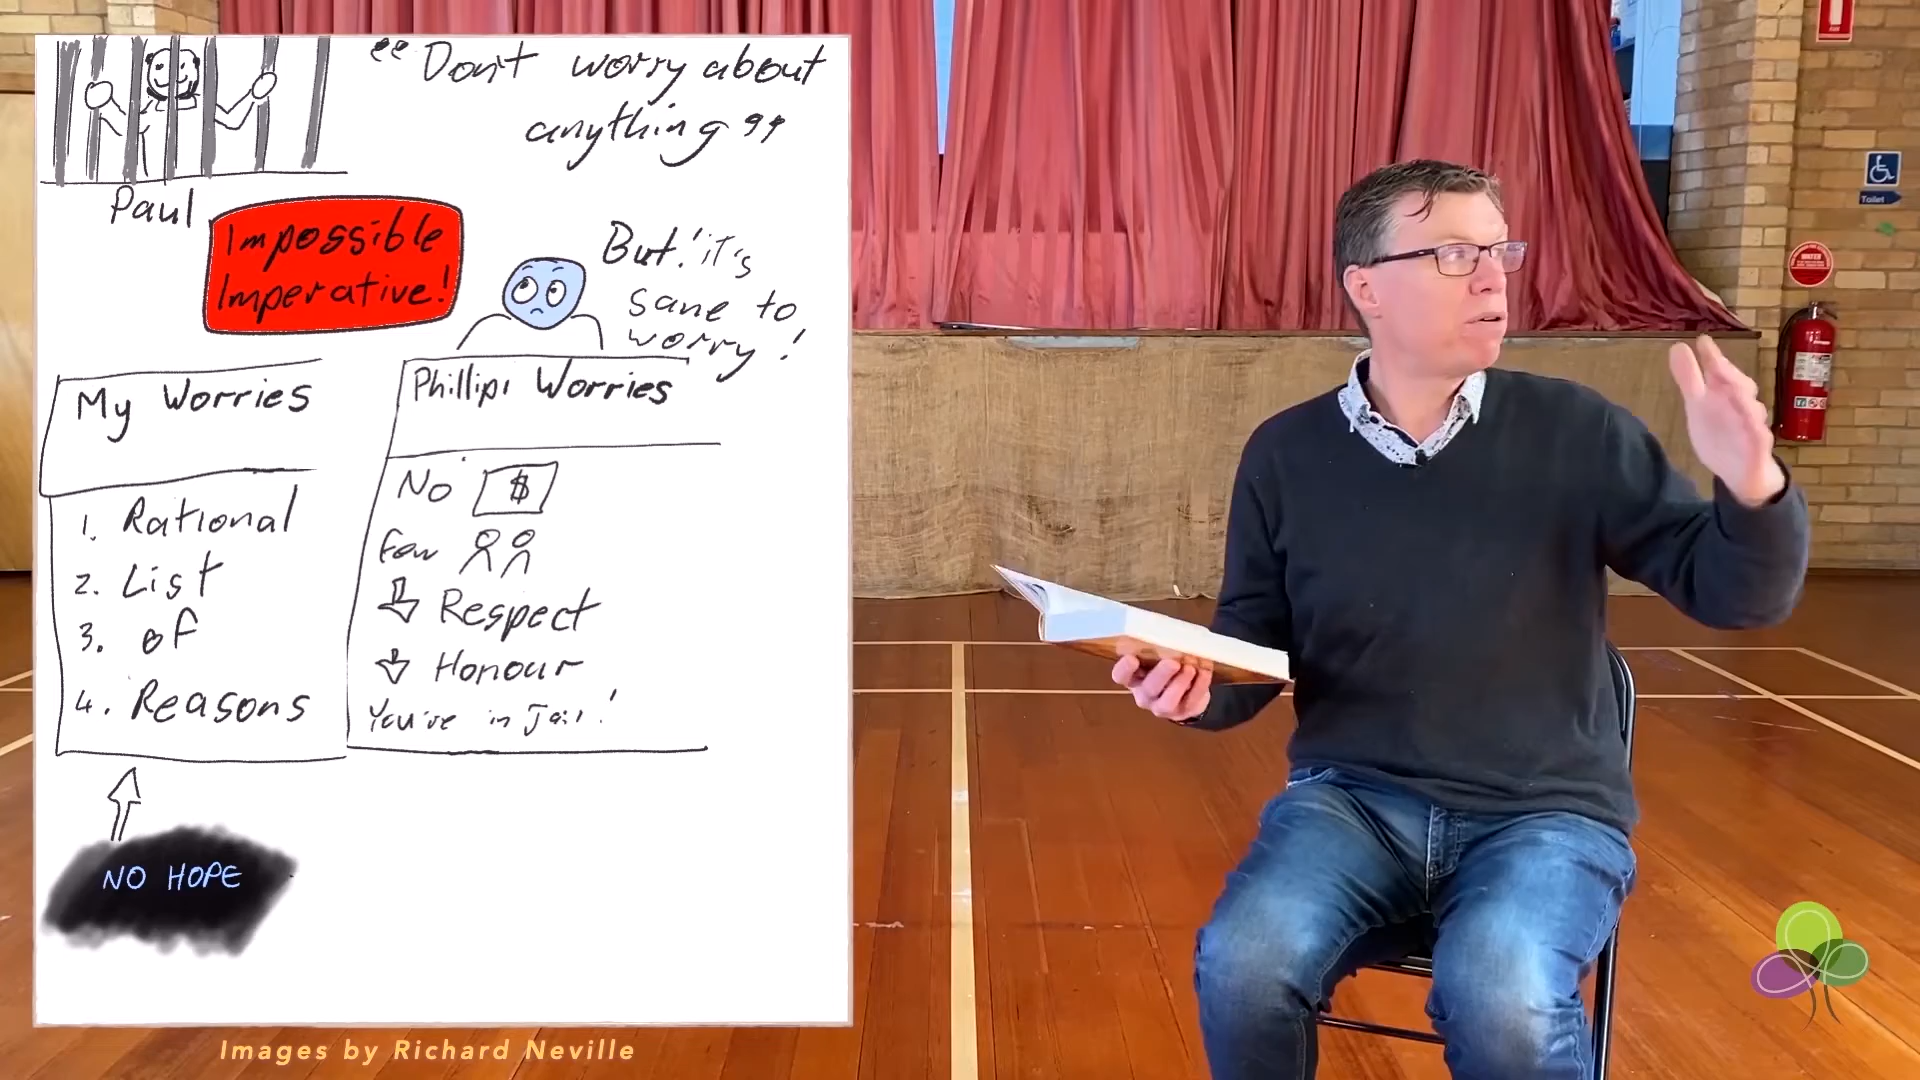 “Don't worry about
anything”
Paul
Impossible
Imperative!
But! it's
sane to
worry!
My Worries
1. Rational
2. List
3. of
4. Reasons
Phillipi Worries
No $
Few
Respect
Honour
You're in Jail!
NO HOPE
Images by Richard Neville
Toilet
WATER